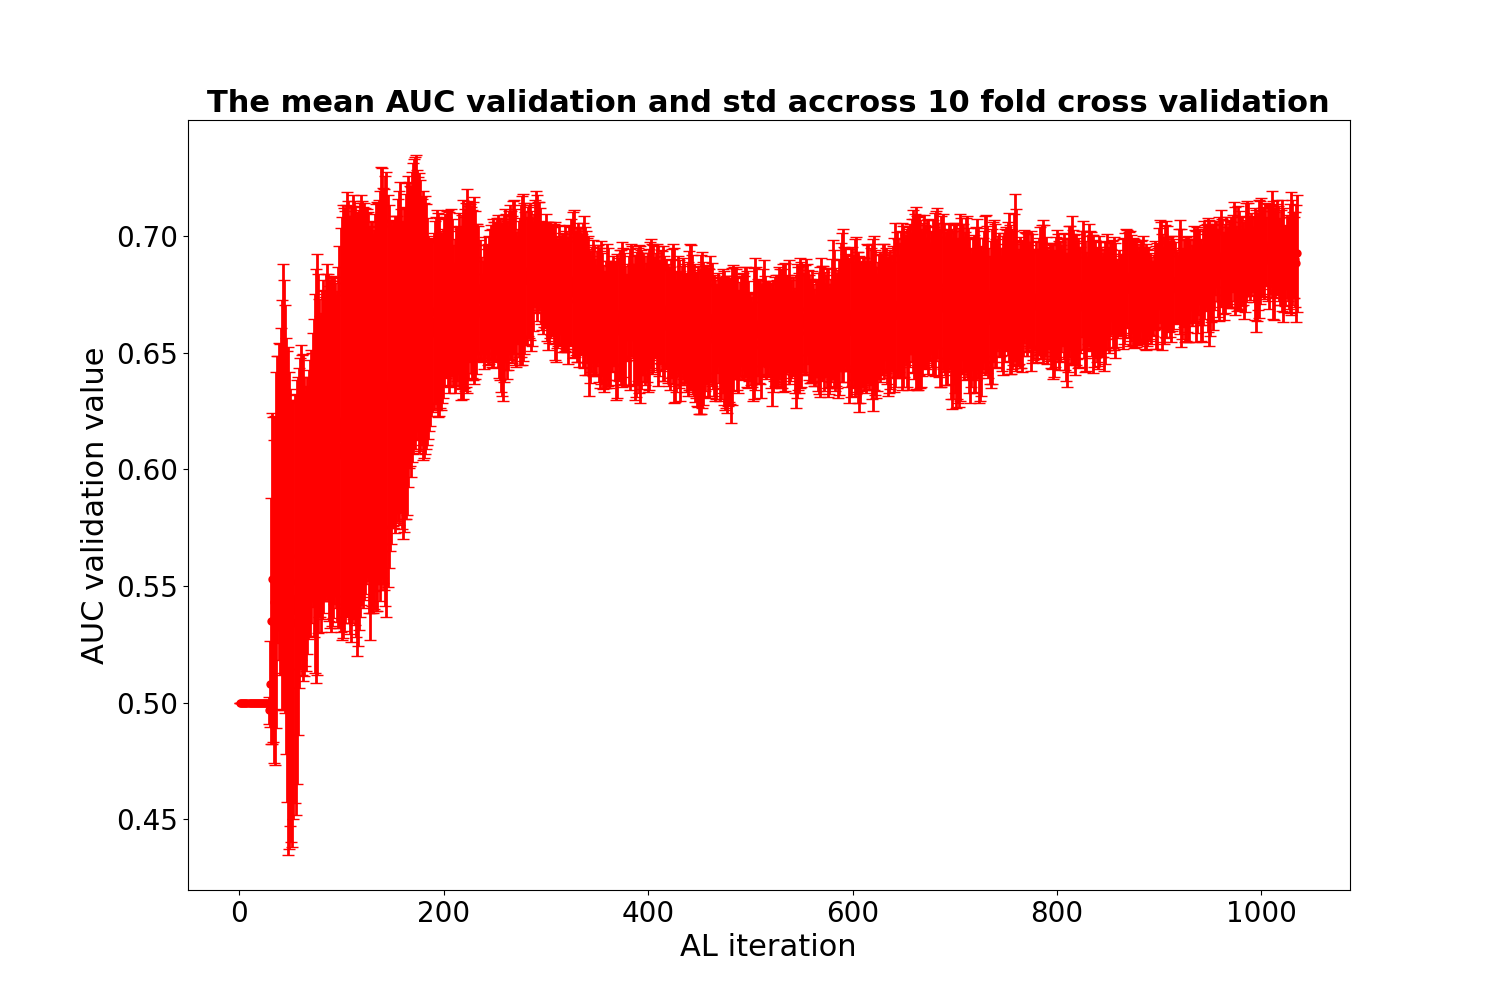 The mean AUC validation and std accross 10 fold cross validation
AUC validation value
0.70
0.65
0.60
0.55
0.50
0.45
0 200 400 600 800 1000
AL iteration